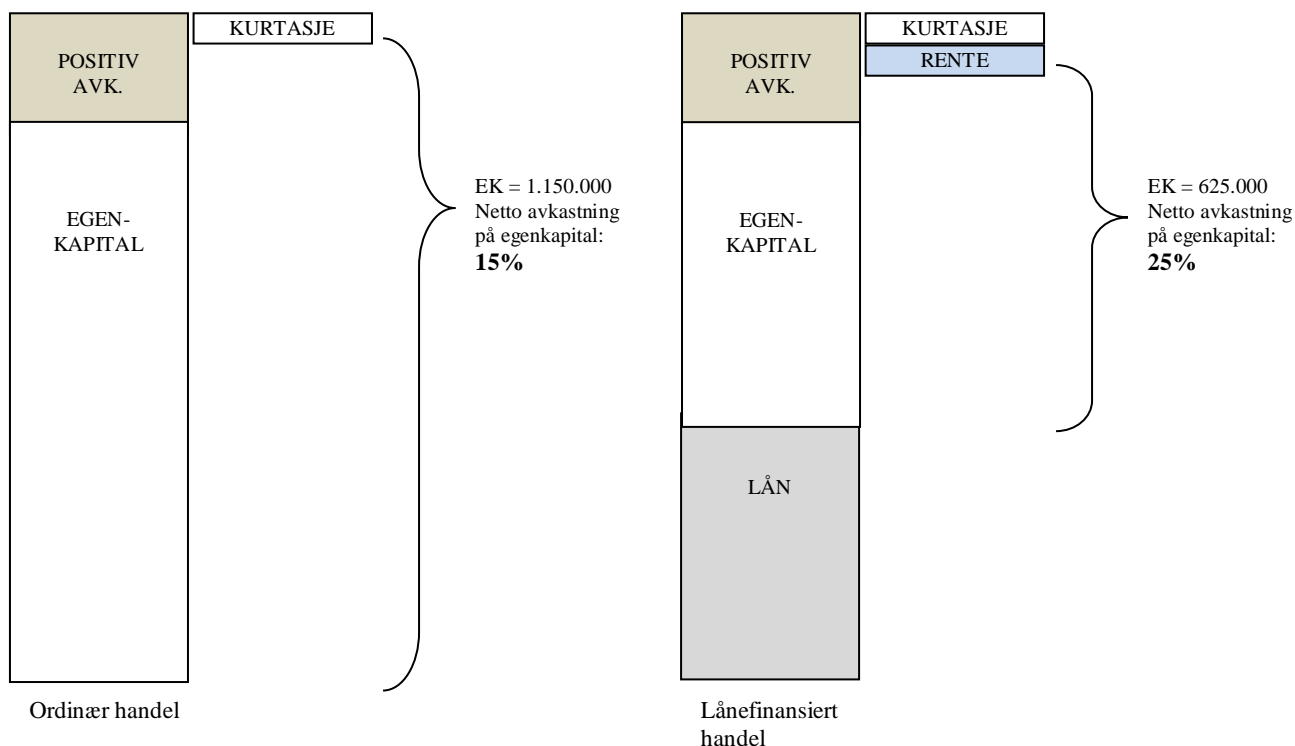 KURTASJE
POSITIV
AVK.
EGEN-
KAPITAL
EK = 1.150.000
Netto avkastning
på egenkapital:
15%
Ordinær handel
KURTASJE
RENTE
POSITIV
AVK.
EGEN-
KAPITAL
EK = 625.000
Netto avkastning
på egenkapital:
25%
LÅN
Lånefinansiert
handel